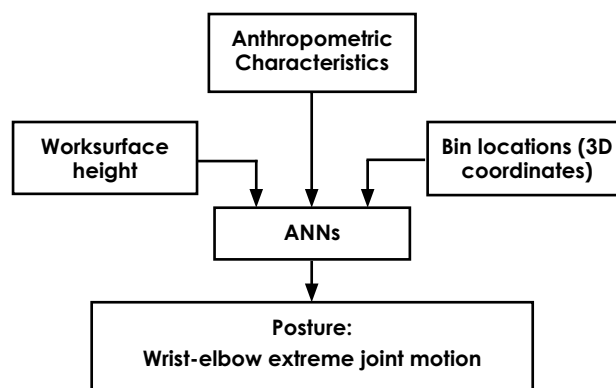 Anthropometric
Characteristics
Worksurface
height
Bin locations (3D
coordinates)
ANNs
Posture:
Wrist-elbow extreme joint motion